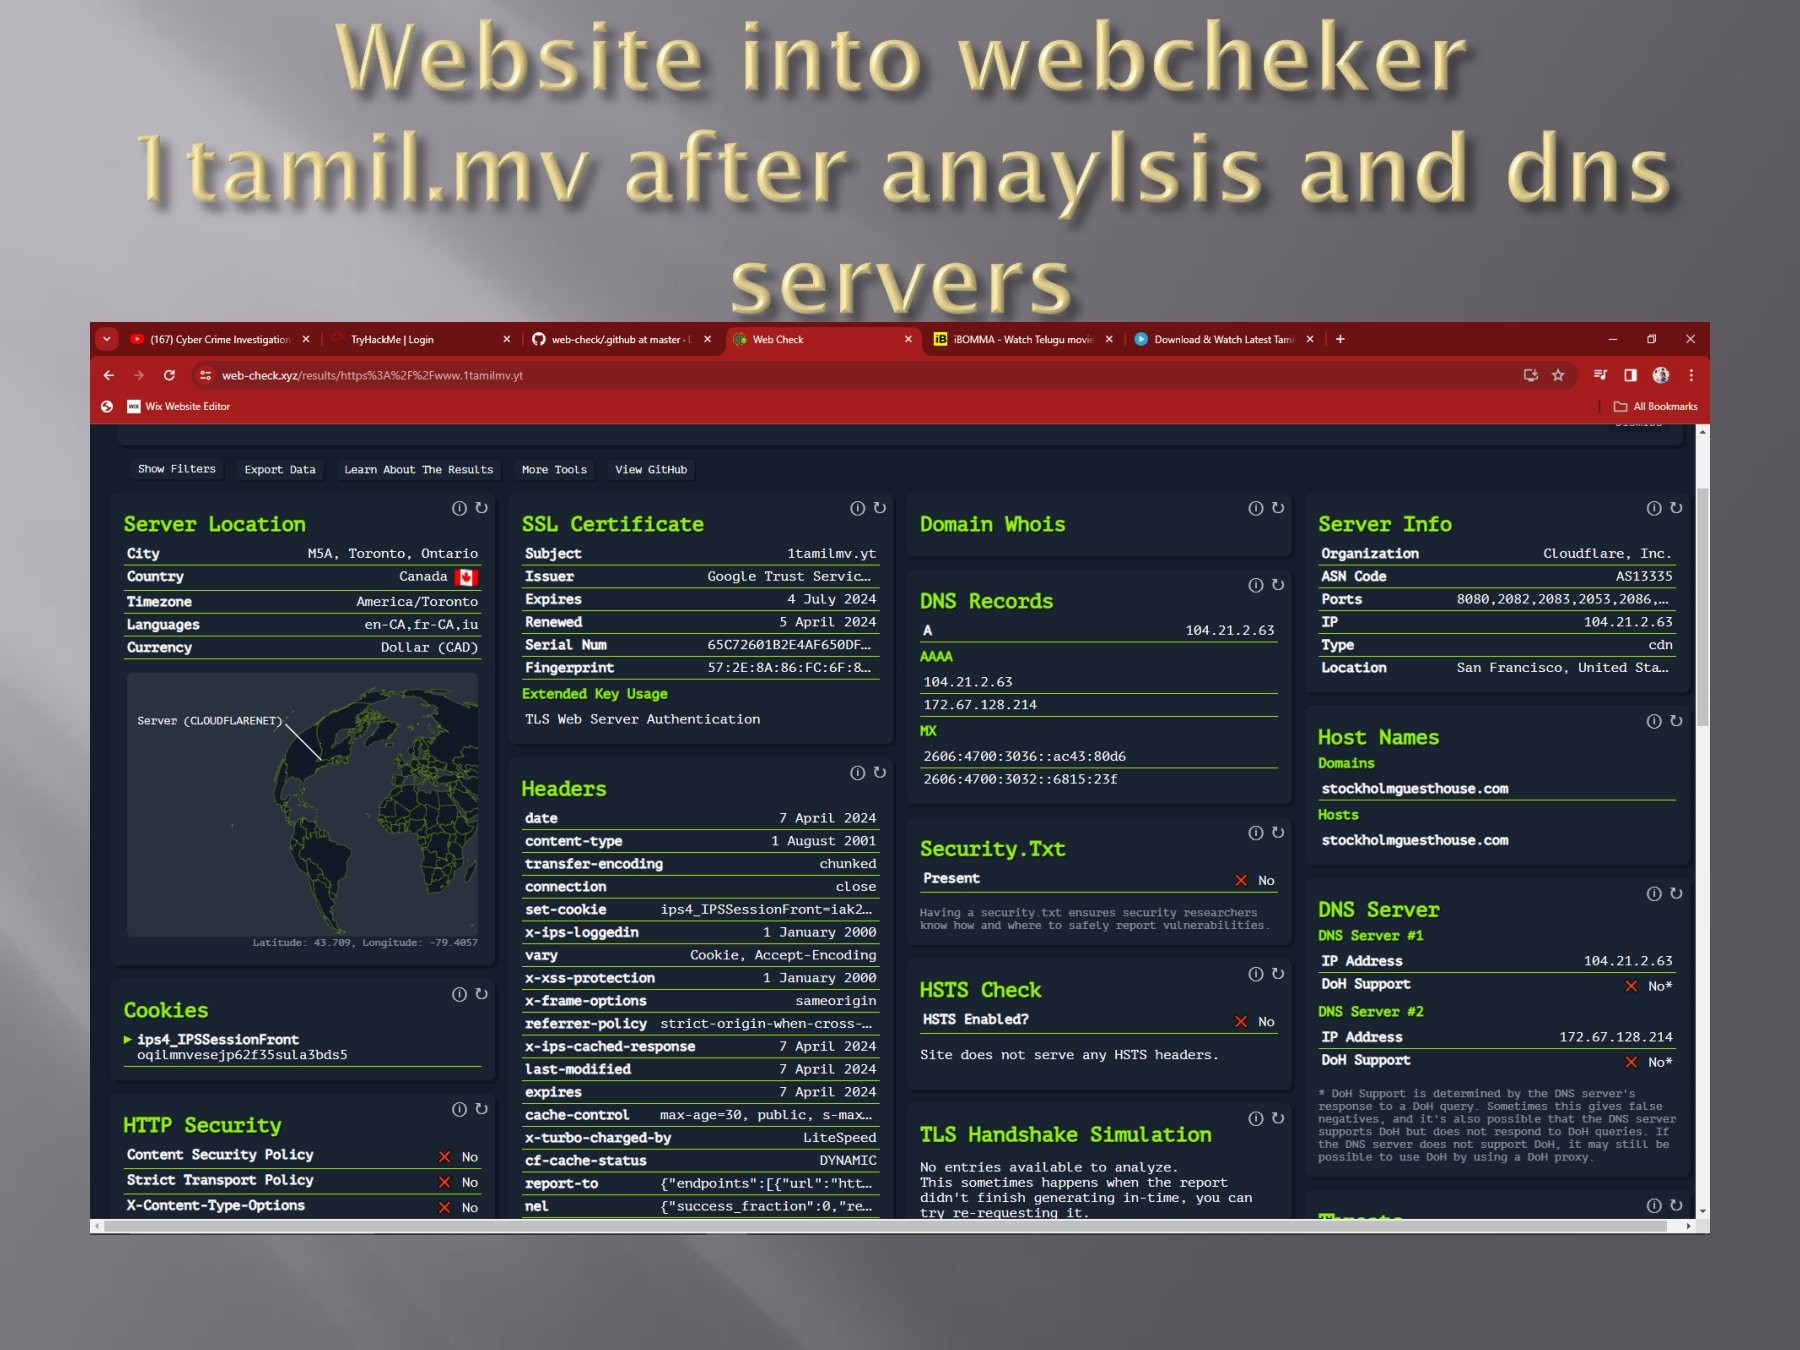 Website into webcheker
1tamil.mv after anaylsis and dns
servers
(167) Cyber Crime Investigation
TryHackMe | Login
web-check/.github at master · L
Web Check
iBOMMA - Watch Telugu movie
Download & Watch Latest Tami
web-check.xyz/results/https%3A%2F%2Fwww.1tamilmv.yt
Wix Website Editor
All Bookmarks
Show Filters
Export Data
Learn About The Results
More Tools
View GitHub
Server Location
City M5A, Toronto, Ontario
Country Canada
Timezone America/Toronto
Languages en-CA,fr-CA,iu
Currency Dollar (CAD)
Server (CLOUDFLARENET)
Latitude: 43.709, Longitude: -79.4057
Cookies
ips4_IPSSessionFront
oqilmnvesejp62f35sula3bds5
HTTP Security
Content Security Policy No
Strict Transport Policy No
X-Content-Type-Options No
SSL Certificate
Subject 1tamilmv.yt
Issuer Google Trust Servic…
Expires 4 July 2024
Renewed 5 April 2024
Serial Num 65C72601B2E4AF650DF…
Fingerprint 57:2E:8A:86:FC:6F:8…
Extended Key Usage
TLS Web Server Authentication
Headers
date 7 April 2024
content-type 1 August 2001
transfer-encoding chunked
connection close
set-cookie ips4_IPSSessionFront=iak2…
x-ips-loggedin 1 January 2000
vary Cookie, Accept-Encoding
x-xss-protection 1 January 2000
x-frame-options sameorigin
referrer-policy strict-origin-when-cross-…
x-ips-cached-response 7 April 2024
last-modified 7 April 2024
expires 7 April 2024
cache-control max-age=30, public, s-max…
x-turbo-charged-by LiteSpeed
cf-cache-status DYNAMIC
report-to {"endpoints":[{"url":"htt…
nel {"success_fraction":0,"re…
Domain Whois
DNS Records
A 104.21.2.63
AAAA
104.21.2.63
172.67.128.214
MX
2606:4700:3036::ac43:80d6
2606:4700:3032::6815:23f
Security.Txt
Present No
Having a security.txt ensures security researchers
know how and where to safely report vulnerabilities.
HSTS Check
HSTS Enabled? No
Site does not serve any HSTS headers.
TLS Handshake Simulation
No entries available to analyze.
This sometimes happens when the report
didn't finish generating in-time, you can
try re-requesting it.
Server Info
Organization Cloudflare, Inc.
ASN Code AS13335
Ports 8080,2082,2083,2053,2086,…
IP 104.21.2.63
Type cdn
Location San Francisco, United Sta…
Host Names
Domains
stockholmguesthouse.com
Hosts
stockholmguesthouse.com
DNS Server
DNS Server #1
IP Address 104.21.2.63
DoH Support No*
DNS Server #2
IP Address 172.67.128.214
DoH Support No*
* DoH Support is determined by the DNS server's
response to a DoH query. Sometimes this gives false
negatives, and it's also possible that the DNS server
supports DoH but does not respond to DoH queries. If
the DNS server does not support DoH, it may still be
possible to use DoH by using a DoH proxy.